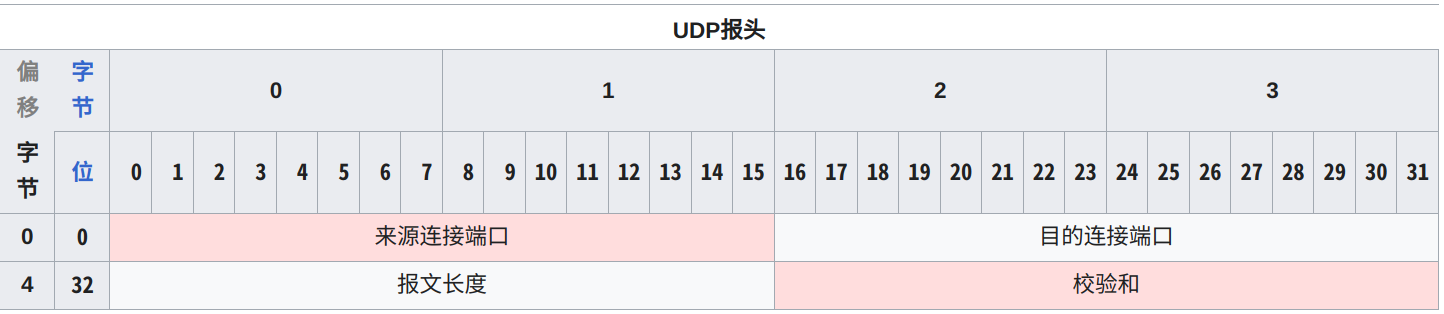 UDP报头
偏移 字节 0 1 2 3
字节 位 0 1 2 3 4 5 6 7 8 9 10 11 12 13 14 15 16 17 18 19 20 21 22 23 24 25 26 27 28 29 30 31
0 0 来源连接端口 目的连接端口
4 32 报文长度 校验和